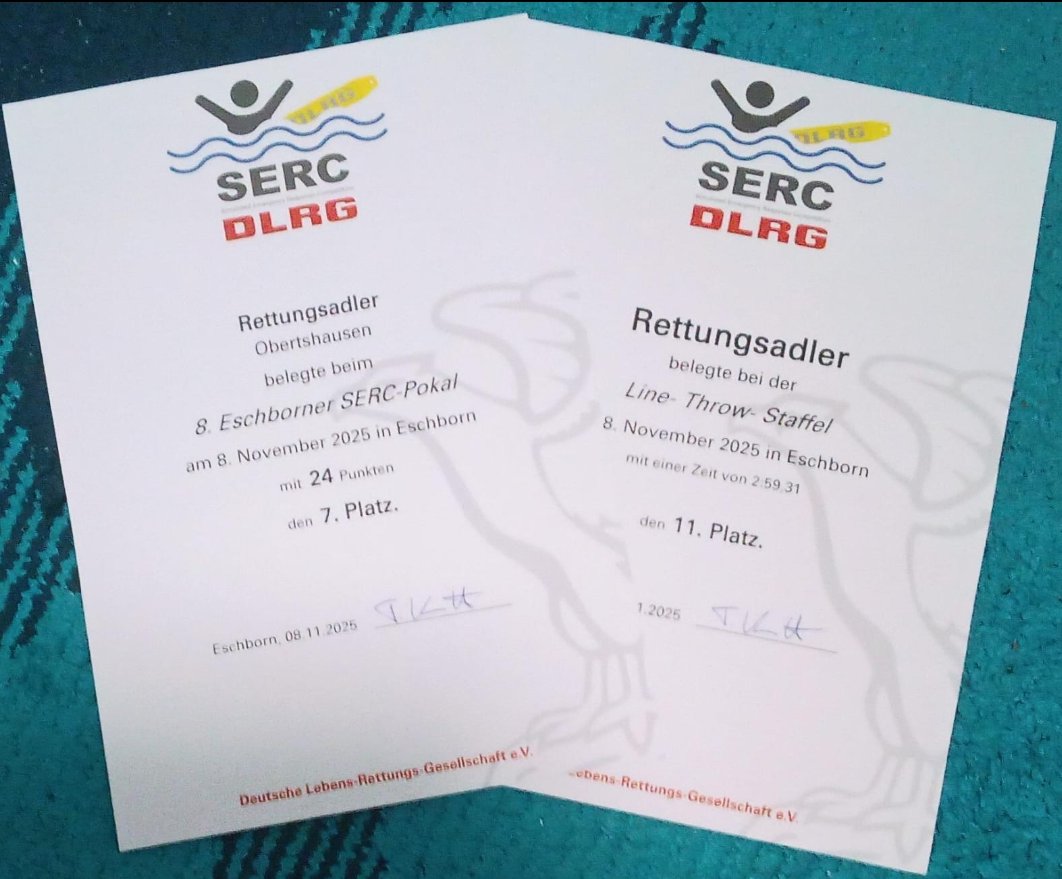 DLRG
SERC
DLRG
Rettungsadler
Obertshausen
belegte beim
8. Eschborner SERC-Pokal
am 8. November 2025 in Eschborn
mit 24 Punkten
den 7. Platz.
Eschborn, 08.11.2025
Deutsche Lebens-Rettungs-Gesellschaft e.V.
DLRG
SERC
DLRG
Rettungsadler
belegte bei der
Line- Throw- Staffel
8. November 2025 in Eschborn
mit einer Zeit von 2:59,31
den 11. Platz.
1.2025
ebens-Rettungs-Gesellschaft e.V.